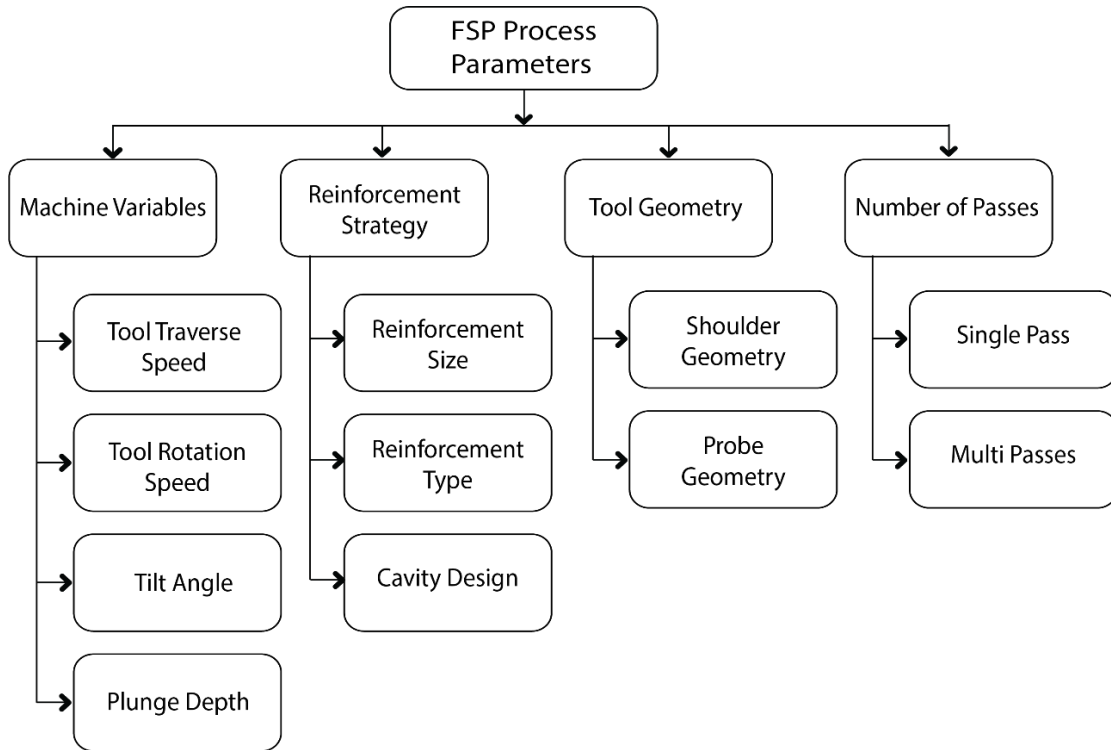 FSP Process
Parameters
Machine Variables
Reinforcement
Strategy
Tool Geometry
Number of Passes
Tool Traverse
Speed
Tool Rotation
Speed
Tilt Angle
Plunge Depth
Reinforcement
Size
Reinforcement
Type
Cavity Design
Shoulder
Geometry
Probe
Geometry
Single Pass
Multi Passes